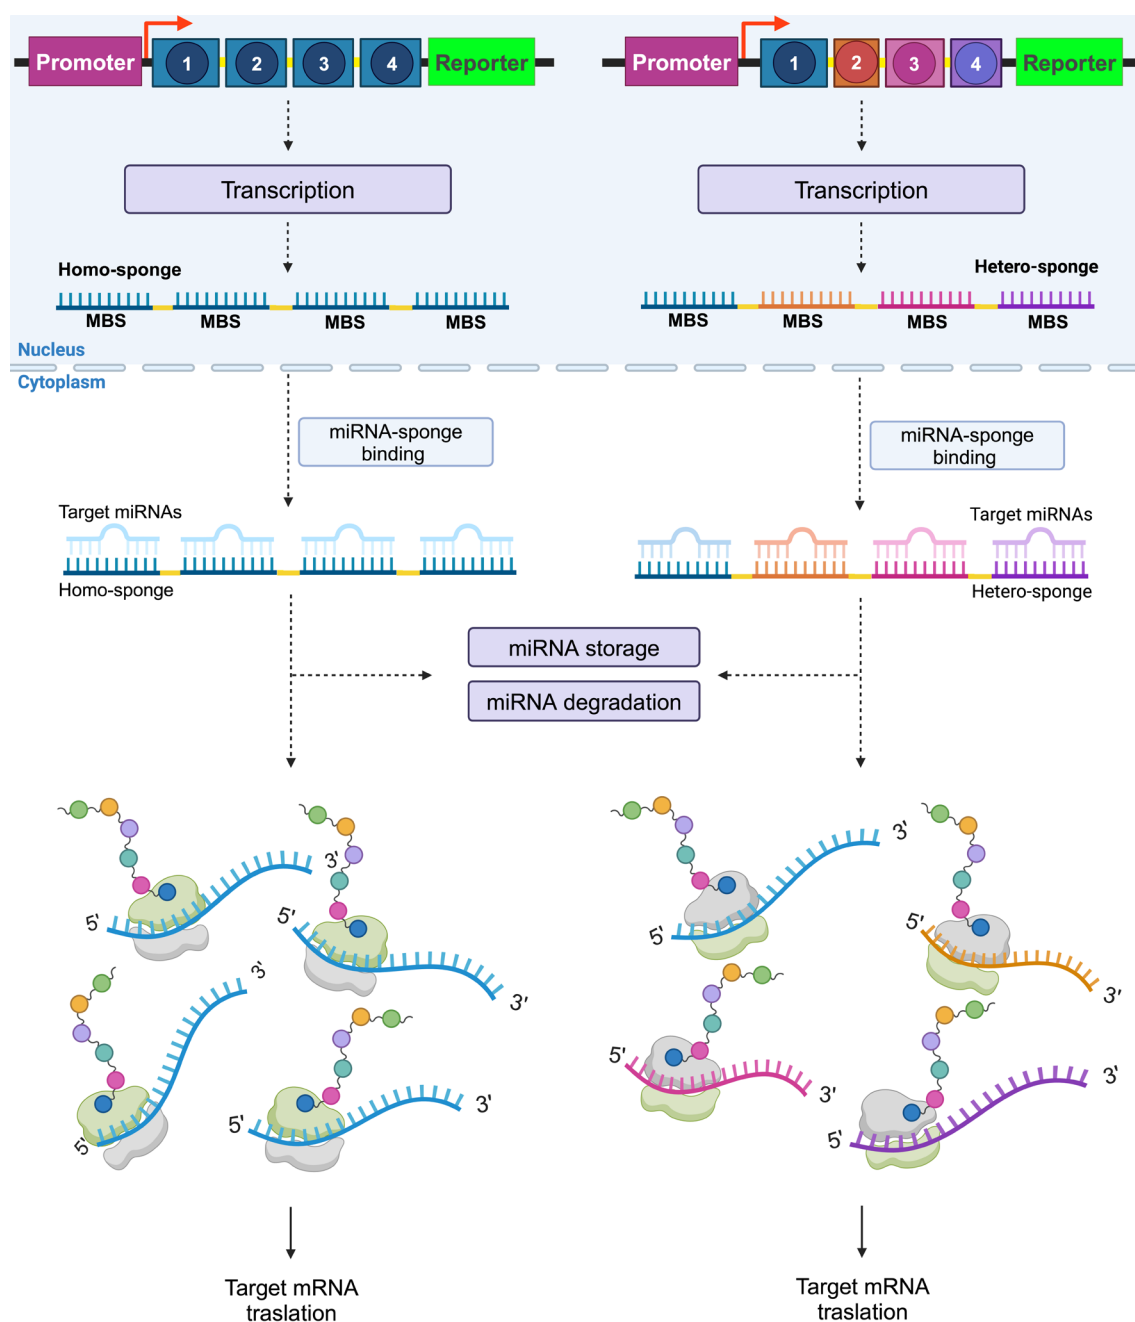 Promoter 1 2 3 4 Reporter
Promoter 1 2 3 4 Reporter
Transcription
Transcription
Homo-sponge
Hetero-sponge
MBS MBS MBS MBS
MBS MBS MBS MBS
Nucleus
Cytoplasm
miRNA-sponge
binding
miRNA-sponge
binding
Target miRNAs
Homo-sponge
Target miRNAs
Hetero-sponge
miRNA storage
miRNA degradation
5' 3'
5' 3'
5' 3'
5' 3'
5' 3'
5' 3'
5' 3'
5' 3'
Target mRNA
traslation
Target mRNA
traslation